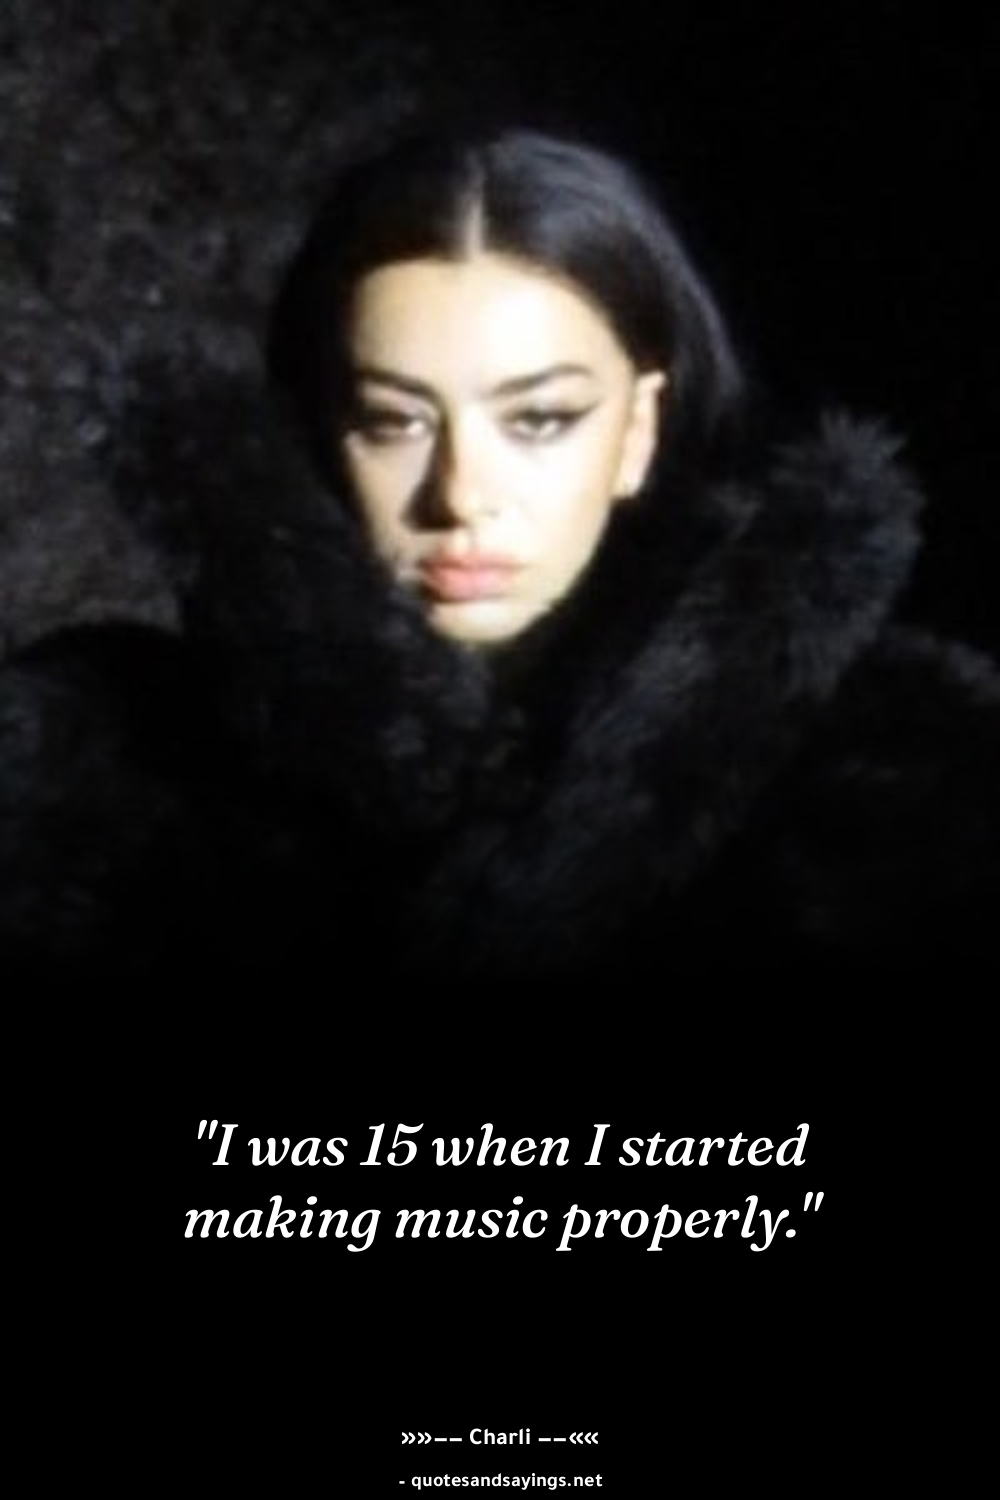 "I was 15 when I started
making music properly."
»»–– Charli ––««
- quotesandsayings.net